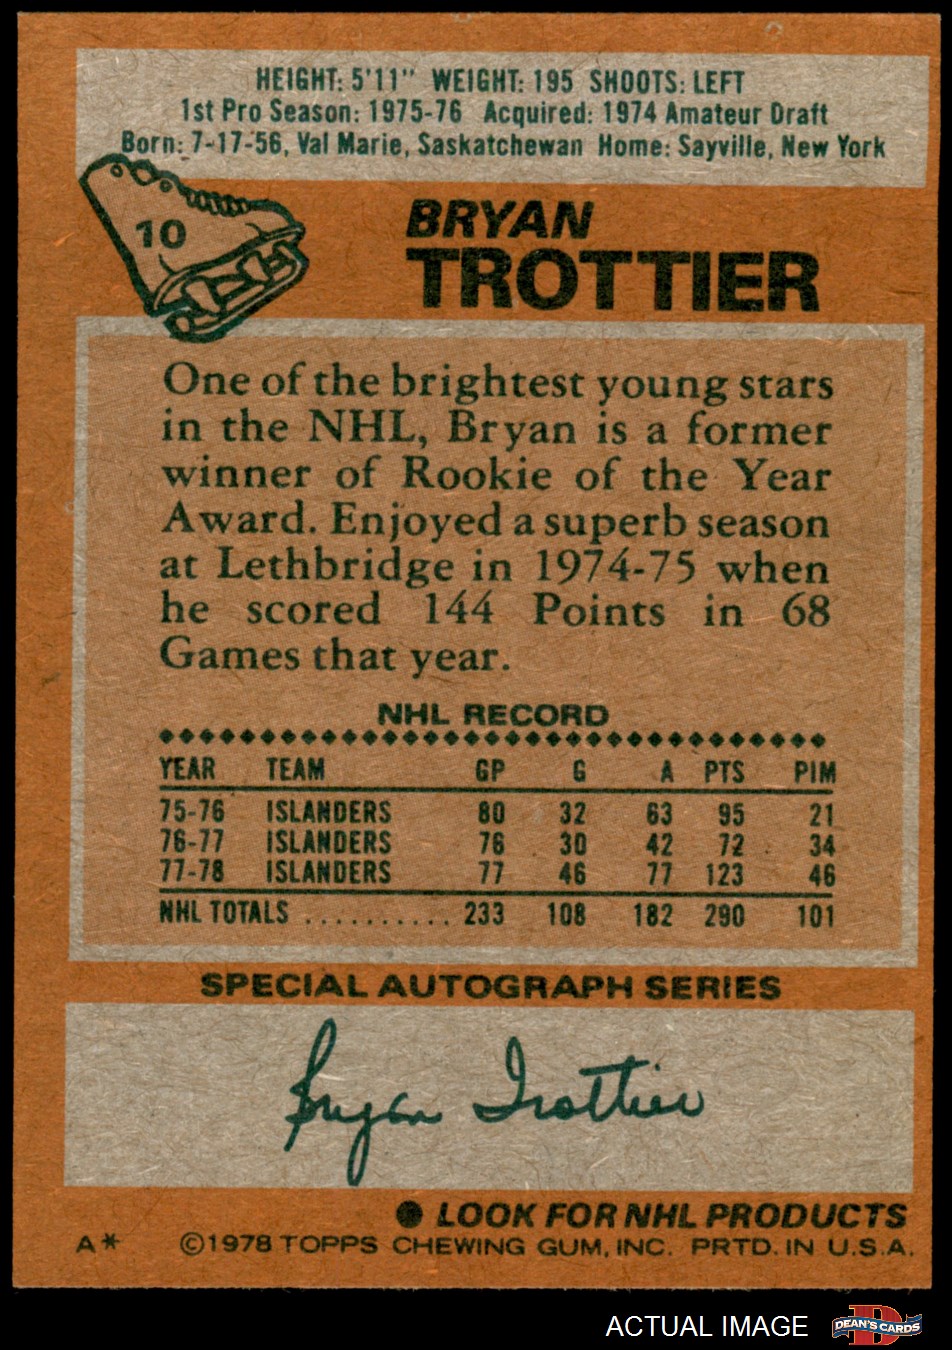 HEIGHT: 5'11" WEIGHT: 195 SHOOTS: LEFT
1st Pro Season: 1975-76 Acquired: 1974 Amateur Draft
Born: 7-17-56, Val Marie, Saskatchewan Home: Sayville, New York
10
BRYAN
TROTTIER
One of the brightest young stars
in the NHL, Bryan is a former
winner of Rookie of the Year
Award. Enjoyed a superb season
at Lethbridge in 1974-75 when
he scored 144 Points in 68
Games that year.
NHL RECORD
YEAR TEAM GP G A PTS PIM
75-76 ISLANDERS 80 32 63 95 21
76-77 ISLANDERS 76 30 42 72 34
77-78 ISLANDERS 77 46 77 123 46
NHL TOTALS .......... 233 108 182 290 101
SPECIAL AUTOGRAPH SERIES
Bryan Trottier
● LOOK FOR NHL PRODUCTS
A* ©1978 TOPPS CHEWING GUM, INC. PRTD. IN U.S.A.
ACTUAL IMAGE
D
DEAN'S CARDS